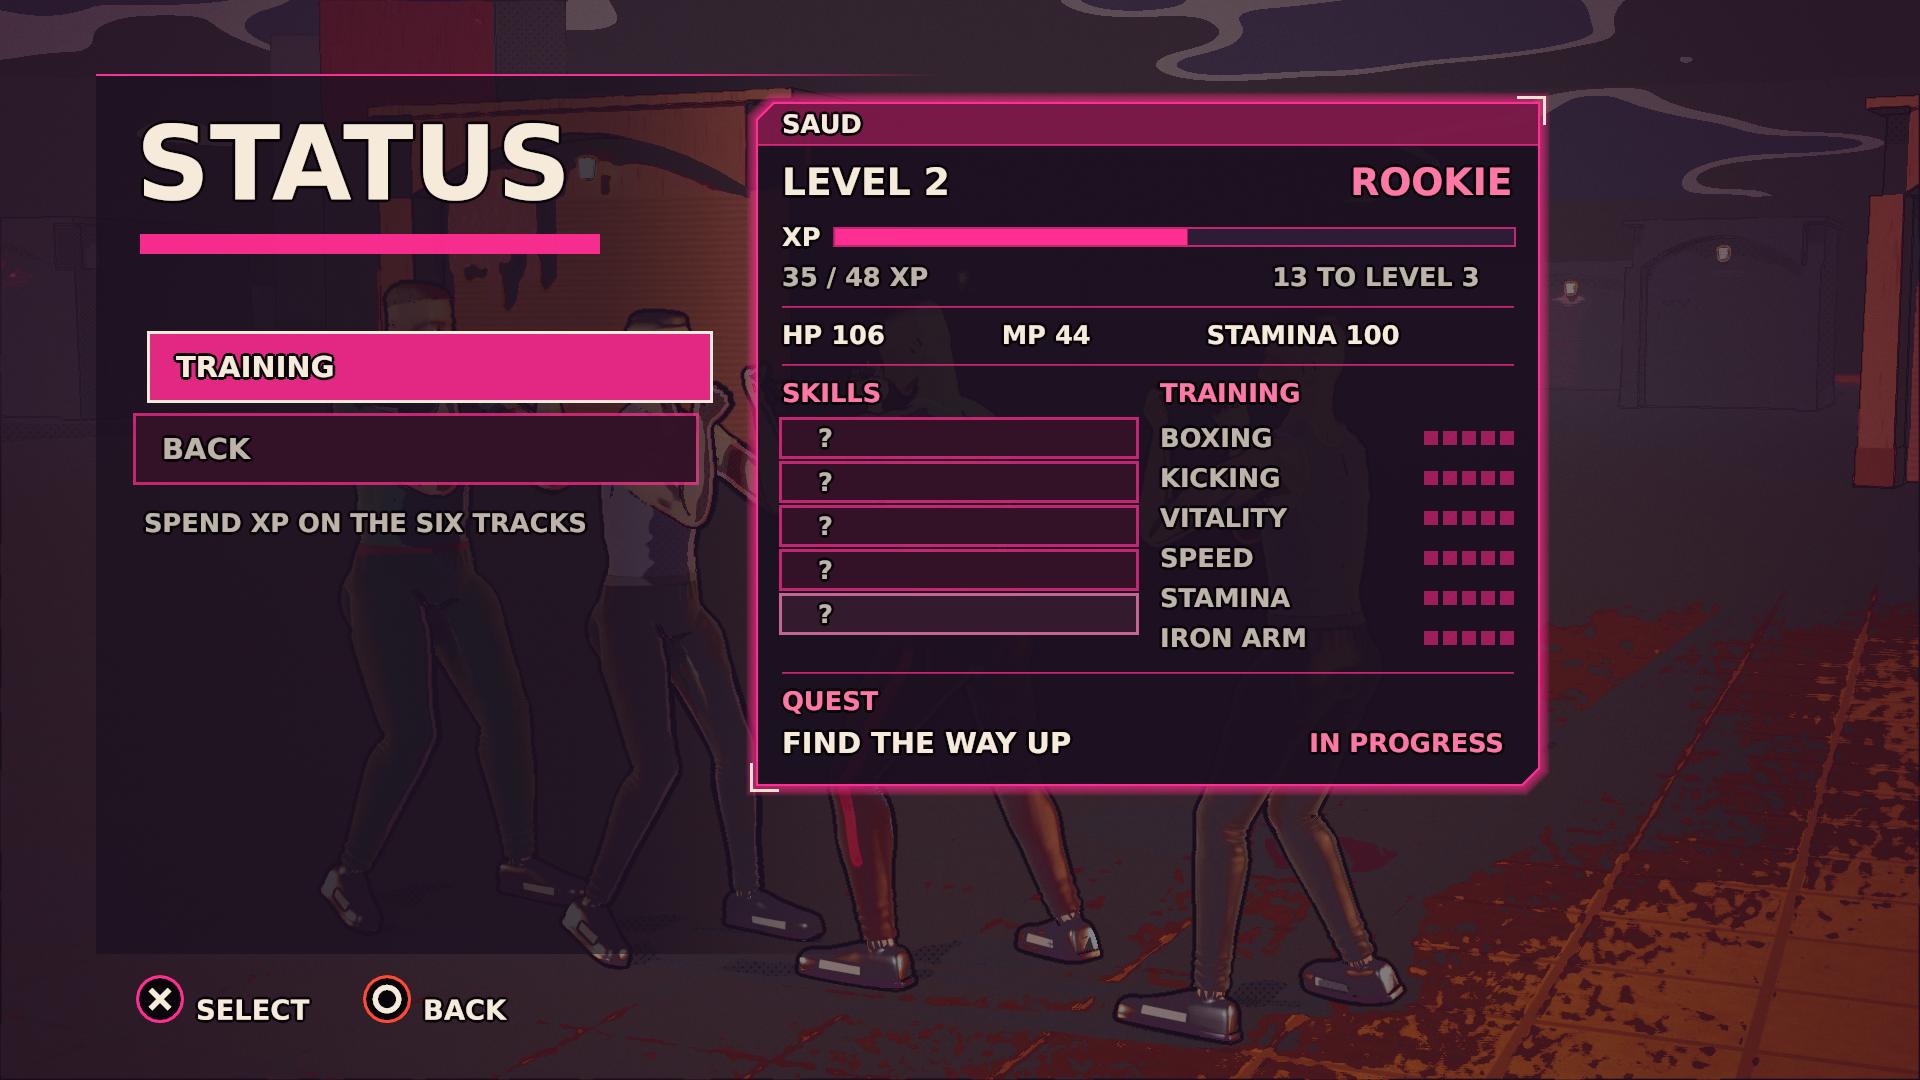 STATUS
TRAINING
BACK
SPEND XP ON THE SIX TRACKS
SAUD
LEVEL 2
ROOKIE
XP
35 / 48 XP
13 TO LEVEL 3
HP 106
MP 44
STAMINA 100
SKILLS
?
?
?
?
?
TRAINING
BOXING
KICKING
VITALITY
SPEED
STAMINA
IRON ARM
QUEST
FIND THE WAY UP
IN PROGRESS
SELECT
BACK